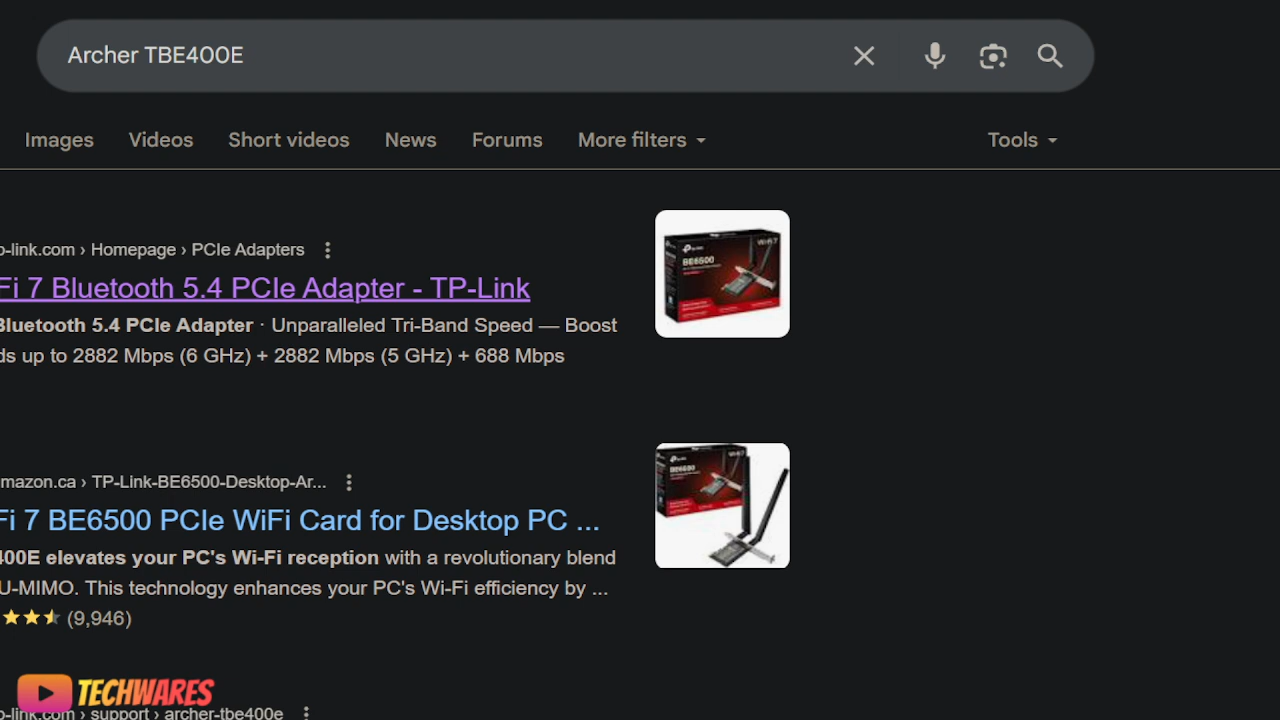 Archer TBE400E
Images Videos Short videos News Forums More filters Tools
p-link.com › Homepage › PCIe Adapters
Fi 7 Bluetooth 5.4 PCIe Adapter - TP-Link
Bluetooth 5.4 PCIe Adapter · Unparalleled Tri-Band Speed — Boost
ds up to 2882 Mbps (6 GHz) + 2882 Mbps (5 GHz) + 688 Mbps
BE6500
mazon.ca › TP-Link-BE6500-Desktop-Ar...
Fi 7 BE6500 PCIe WiFi Card for Desktop PC ...
400E elevates your PC's Wi-Fi reception with a revolutionary blend
U-MIMO. This technology enhances your PC's Wi-Fi efficiency by ...
(9,946)
TECHWARES
p-link.com › support › archer-tbe400e